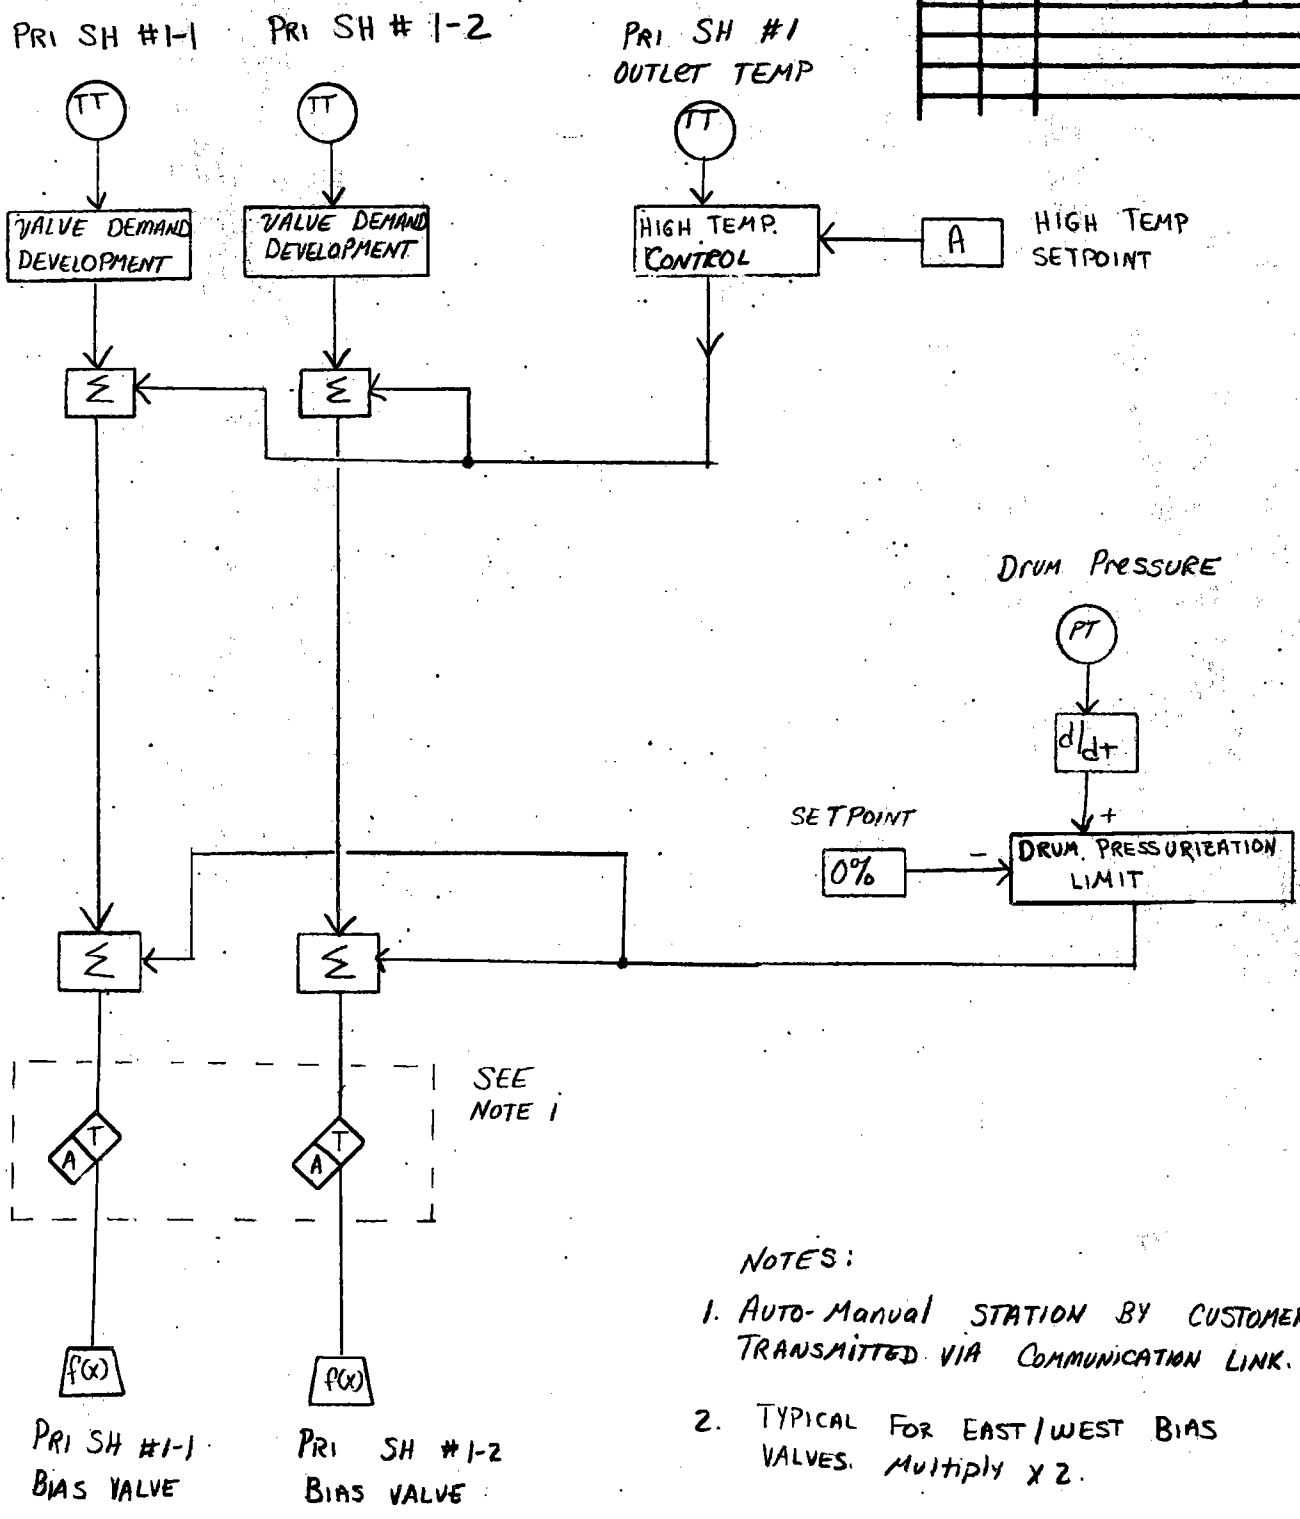 PRI SH #1-1
PRI SH # 1-2
PRI SH #1
OUTLET TEMP
TT
TT
TT
VALUE DEMAND
DEVELOPMENT
VALUE DEMAND
DEVELOPMENT
HIGH TEMP.
CONTROL
A
HIGH TEMP
SETPOINT
Σ
Σ
DRUM PRESSURE
PT
d/dT
+
SETPOINT
0%
-
DRUM PRESSURIZATION
LIMIT
Σ
Σ
SEE
NOTE 1
T
A
T
A
f(x)
f(x)
PRI SH #1-1
BIAS VALVE
PRI SH #1-2
BIAS VALVE
NOTES:
1. AUTO-MANUAL STATION BY CUSTOMER
TRANSMITTED VIA COMMUNICATION LINK.
2. TYPICAL FOR EAST/WEST BIAS
VALVES. Multiply X 2.